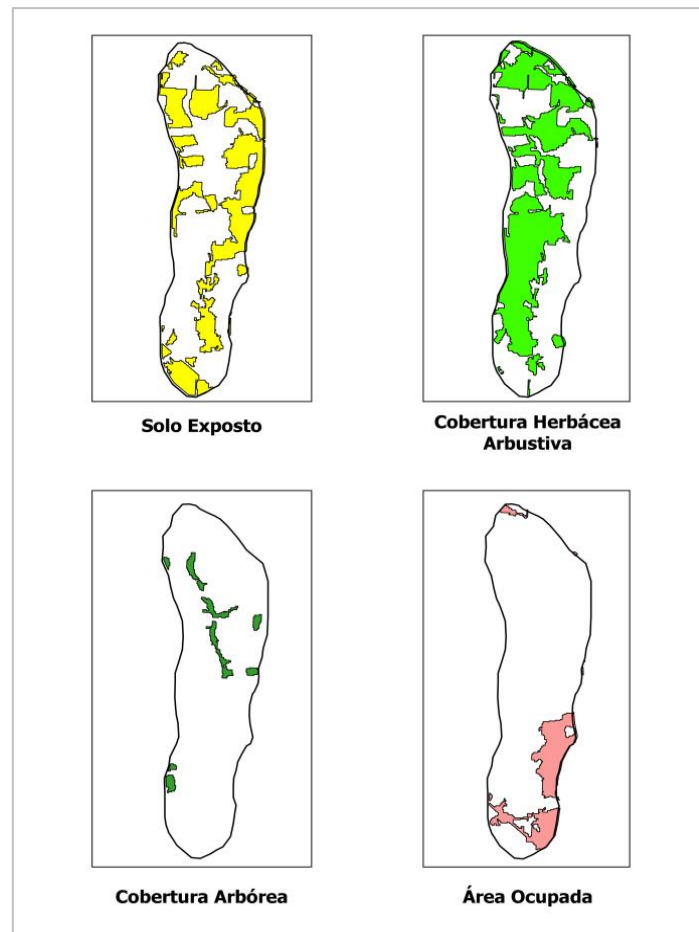 Solo Exposto
Cobertura Herbácea
Arbustiva
Cobertura Arbórea
Área Ocupada